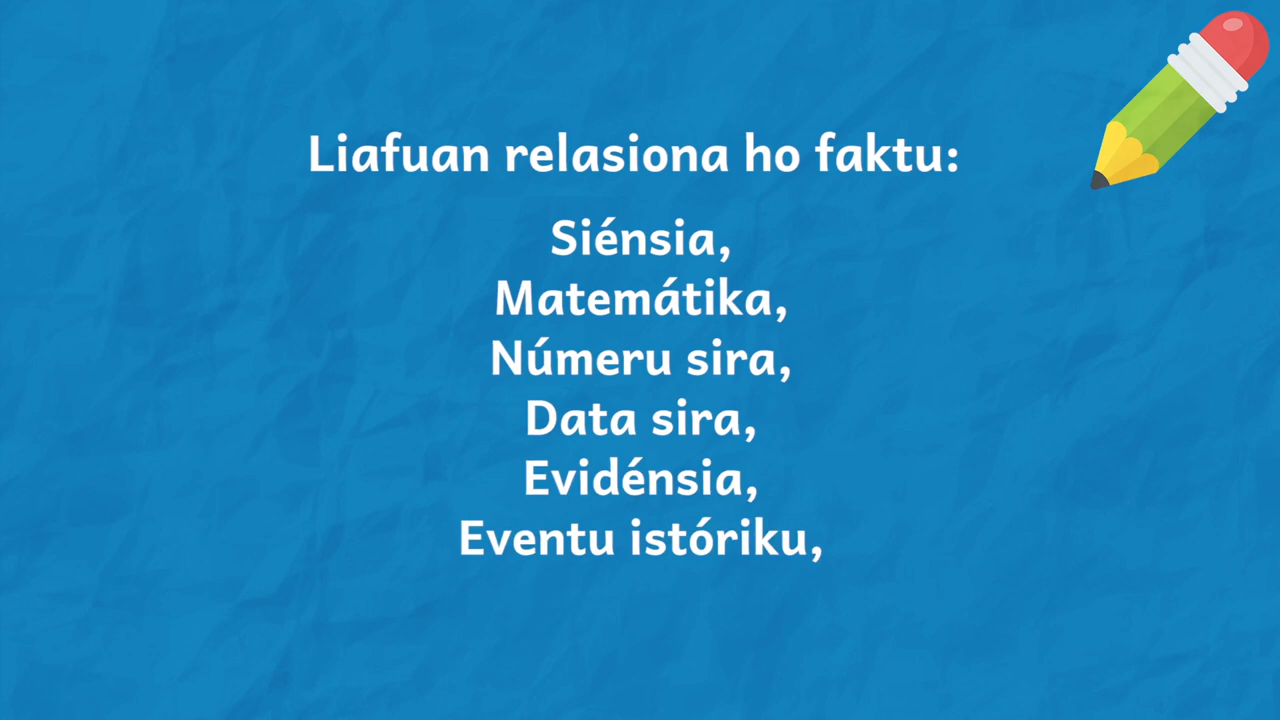 Liafuan relasiona ho faktu:
Siénsia,
Matemátika,
Númeru sira,
Data sira,
Evidénsia,
Eventu istóriku,